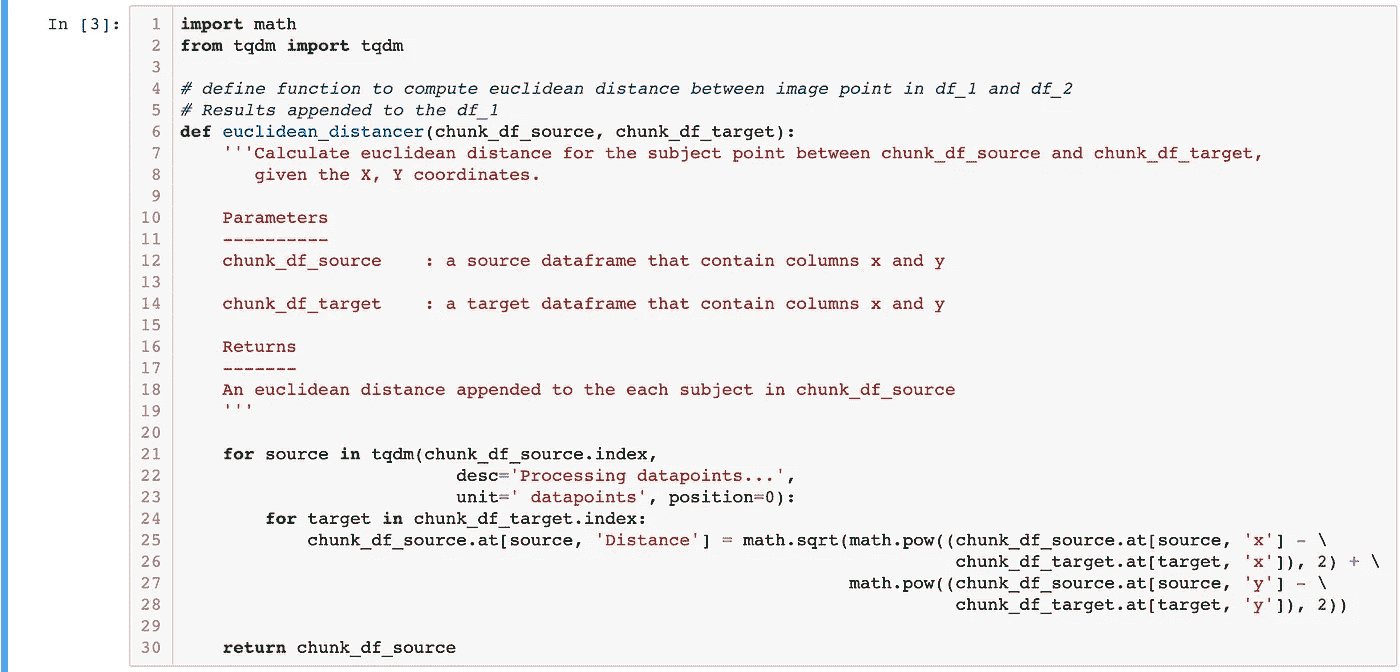 In [3]:
1 import math
2 from tqdm import tqdm
3
4 # define function to compute euclidean distance between image point in df_1 and df_2
5 # Results appended to the df_1
6 def euclidean_distancer(chunk_df_source, chunk_df_target):
7     '''Calculate euclidean distance for the subject point between chunk_df_source and chunk_df_target,
8        given the X, Y coordinates.
9
10     Parameters
11     ----------
12     chunk_df_source    : a source dataframe that contain columns x and y
13
14     chunk_df_target    : a target dataframe that contain columns x and y
15
16     Returns
17     -------
18     An euclidean distance appended to the each subject in chunk_df_source
19     '''
20
21     for source in tqdm(chunk_df_source.index,
22                           desc='Processing datapoints...',
23                           unit=' datapoints', position=0):
24         for target in chunk_df_target.index:
25             chunk_df_source.at[source, 'Distance'] = math.sqrt(math.pow((chunk_df_source.at[source, 'x'] - \
26                                                                          chunk_df_target.at[target, 'x']), 2) + \
27                                                                math.pow((chunk_df_source.at[source, 'y'] - \
28                                                                          chunk_df_target.at[target, 'y']), 2))
29
30     return chunk_df_source